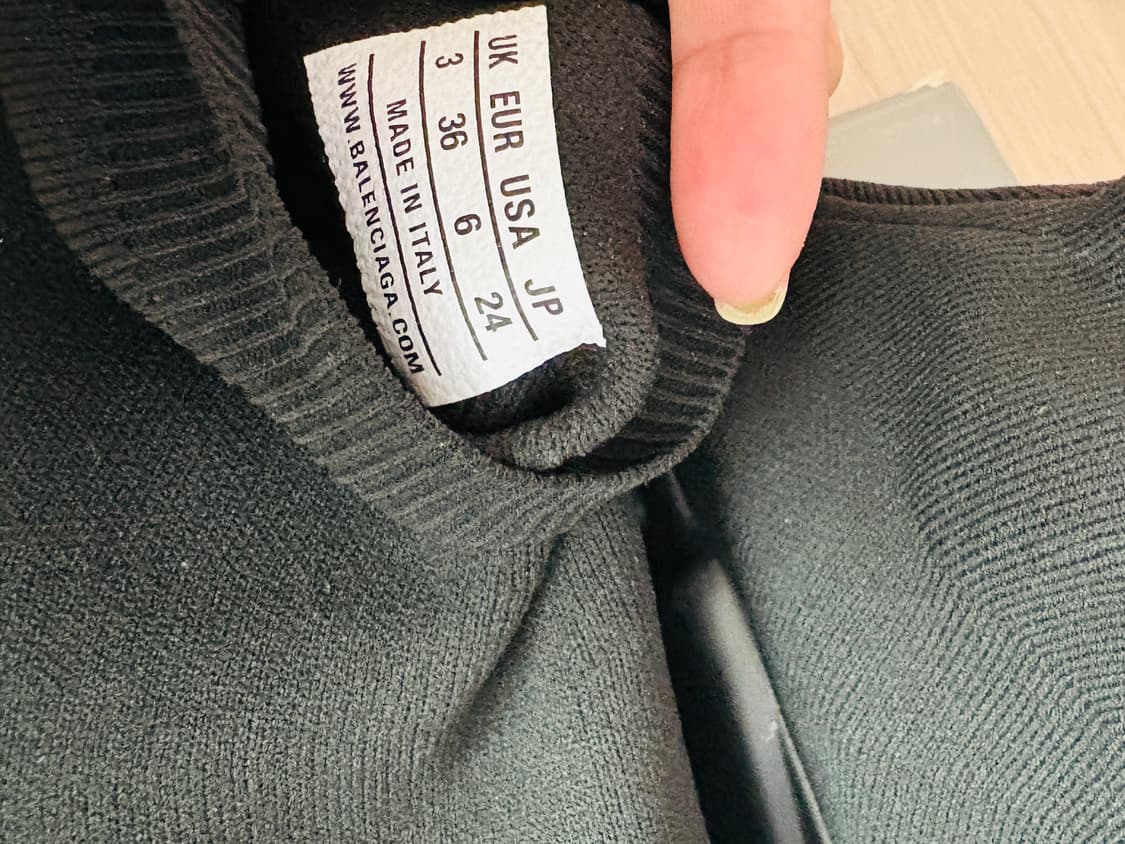 UK EUR USA JP
3 36 6 24
MADE IN ITALY
WWW.BALENCIAGA.COM